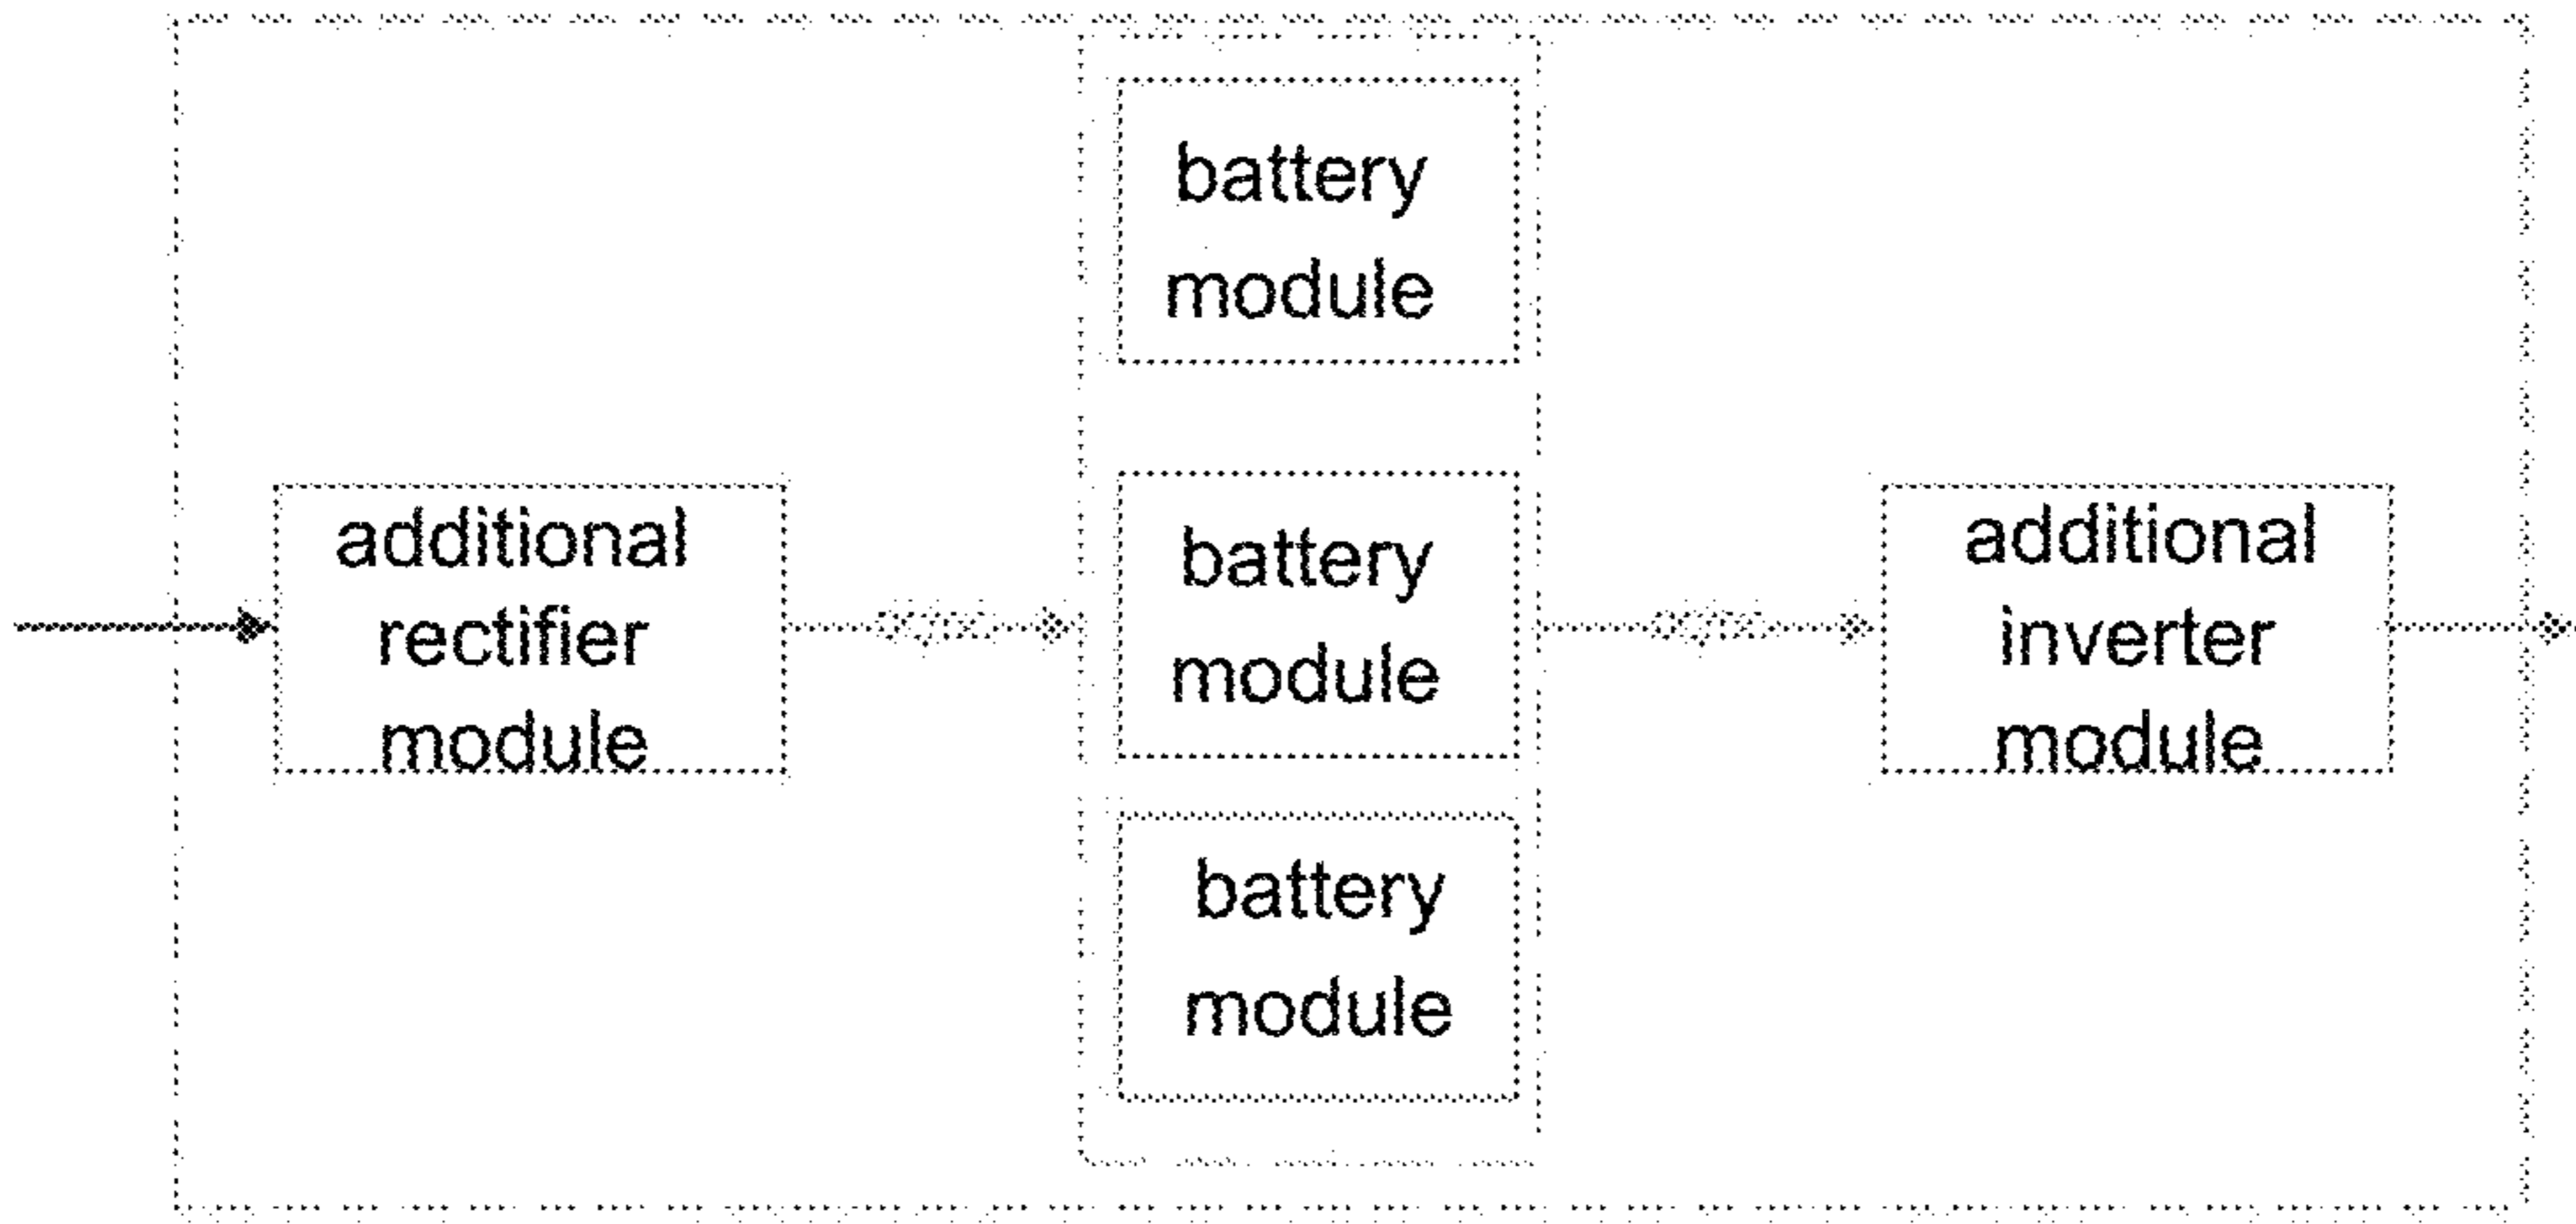 additional
rectifier
module
battery
module
battery
module
battery
module
additional
inverter
module